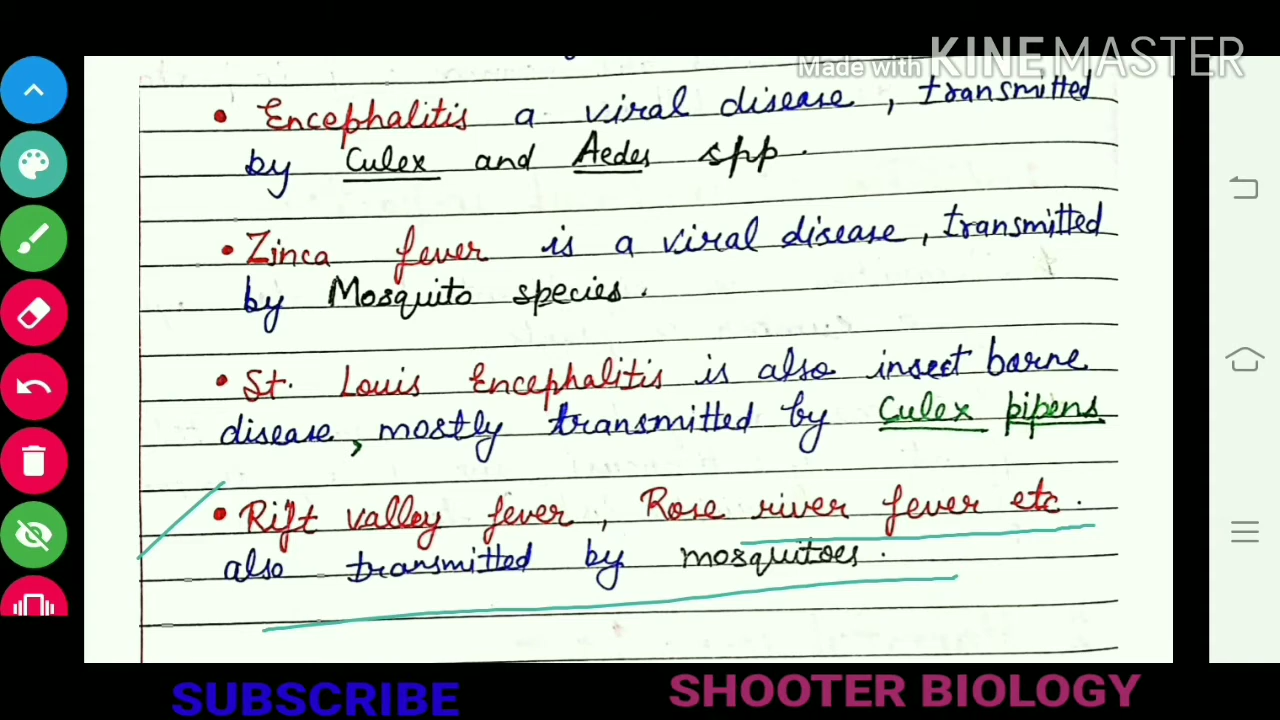 Made with KINEMASTER
• Encephalitis a viral disease, transmitted
by Culex and Aedes spp.
• Zinca fever is a viral disease, transmitted
by Mosquito species.
• St. Louis Encephalitis is also insect borne
disease, mostly transmitted by Culex pipens
• Rift valley fever, Rose river fever etc.
also transmitted by mosquitoes.
SUBSCRIBE
SHOOTER BIOLOGY